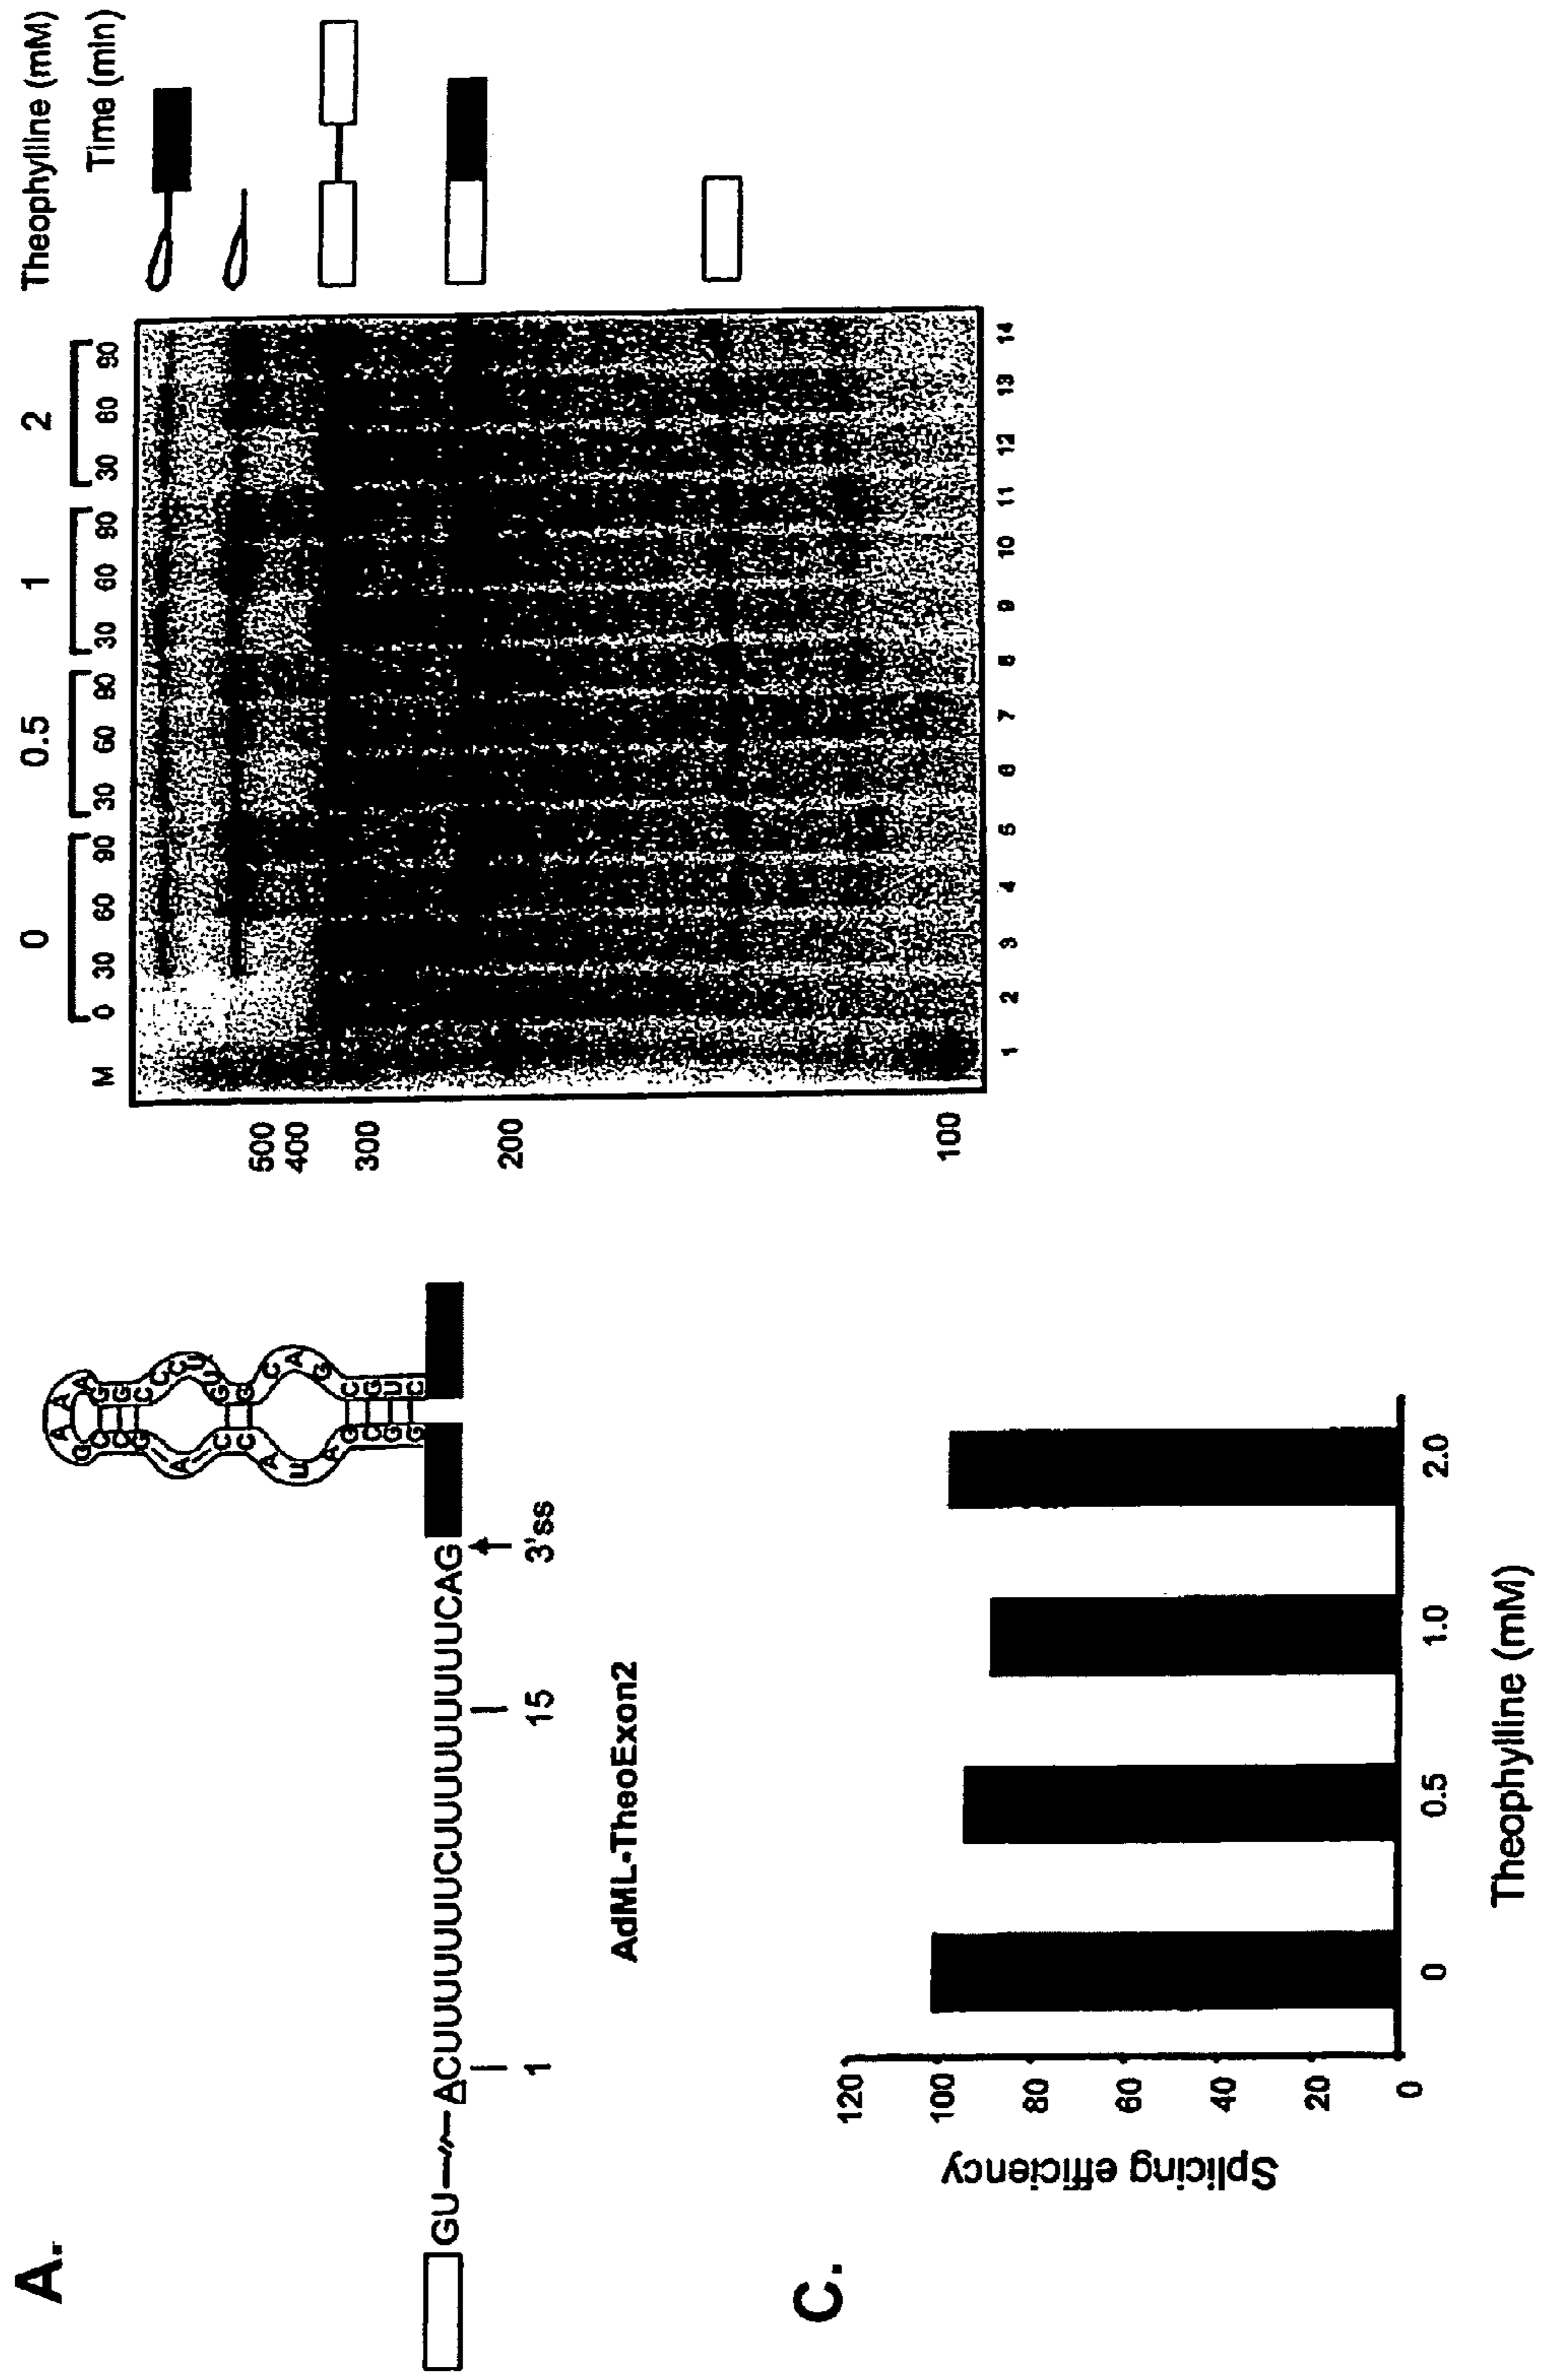 A.
GU
1
15
3'ss
AdML-TheoExon2
0 0.5 1 2 Theophylline (mM)
M 0 30 60 90 30 60 90 30 60 90 30 60 90 Time (min)
500
400
300
200
100
1 2 3 4 5 6 7 8 9 10 11 12 13 14
C.
Splicing efficiency
120
100
80
60
40
20
0
0 0.5 1.0 2.0
Theophylline (mM)